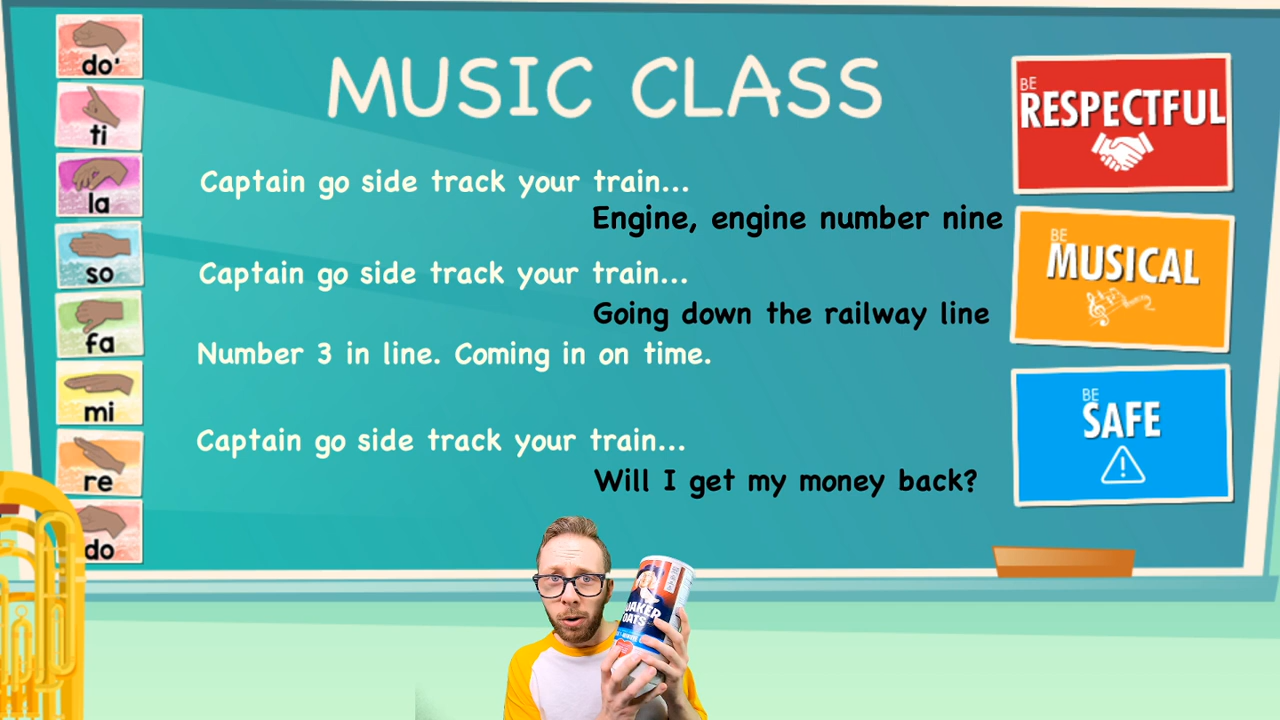 do'
ti
la
so
fa
mi
re
do
MUSIC CLASS
Captain go side track your train...
Engine, engine number nine
Captain go side track your train...
Going down the railway line
Number 3 in line. Coming in on time.
Captain go side track your train...
Will I get my money back?
BE
RESPECTFUL
BE
MUSICAL
BE
SAFE
QUAKER
OATS